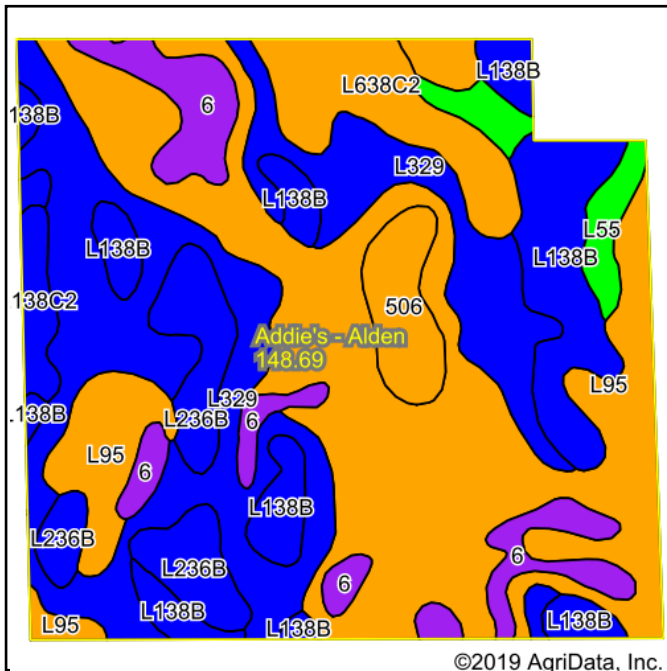 L138B
L638C2
6
138B
L329
L138B
L138B
L55
L138B
138C2
506
Addie's - Alden
148.69
L95
L329
L138B
L236B
6
L95
6
L138B
L236B
6
L236B
6
L138B
L138B
L95
L138B
©2019 AgriData, Inc.